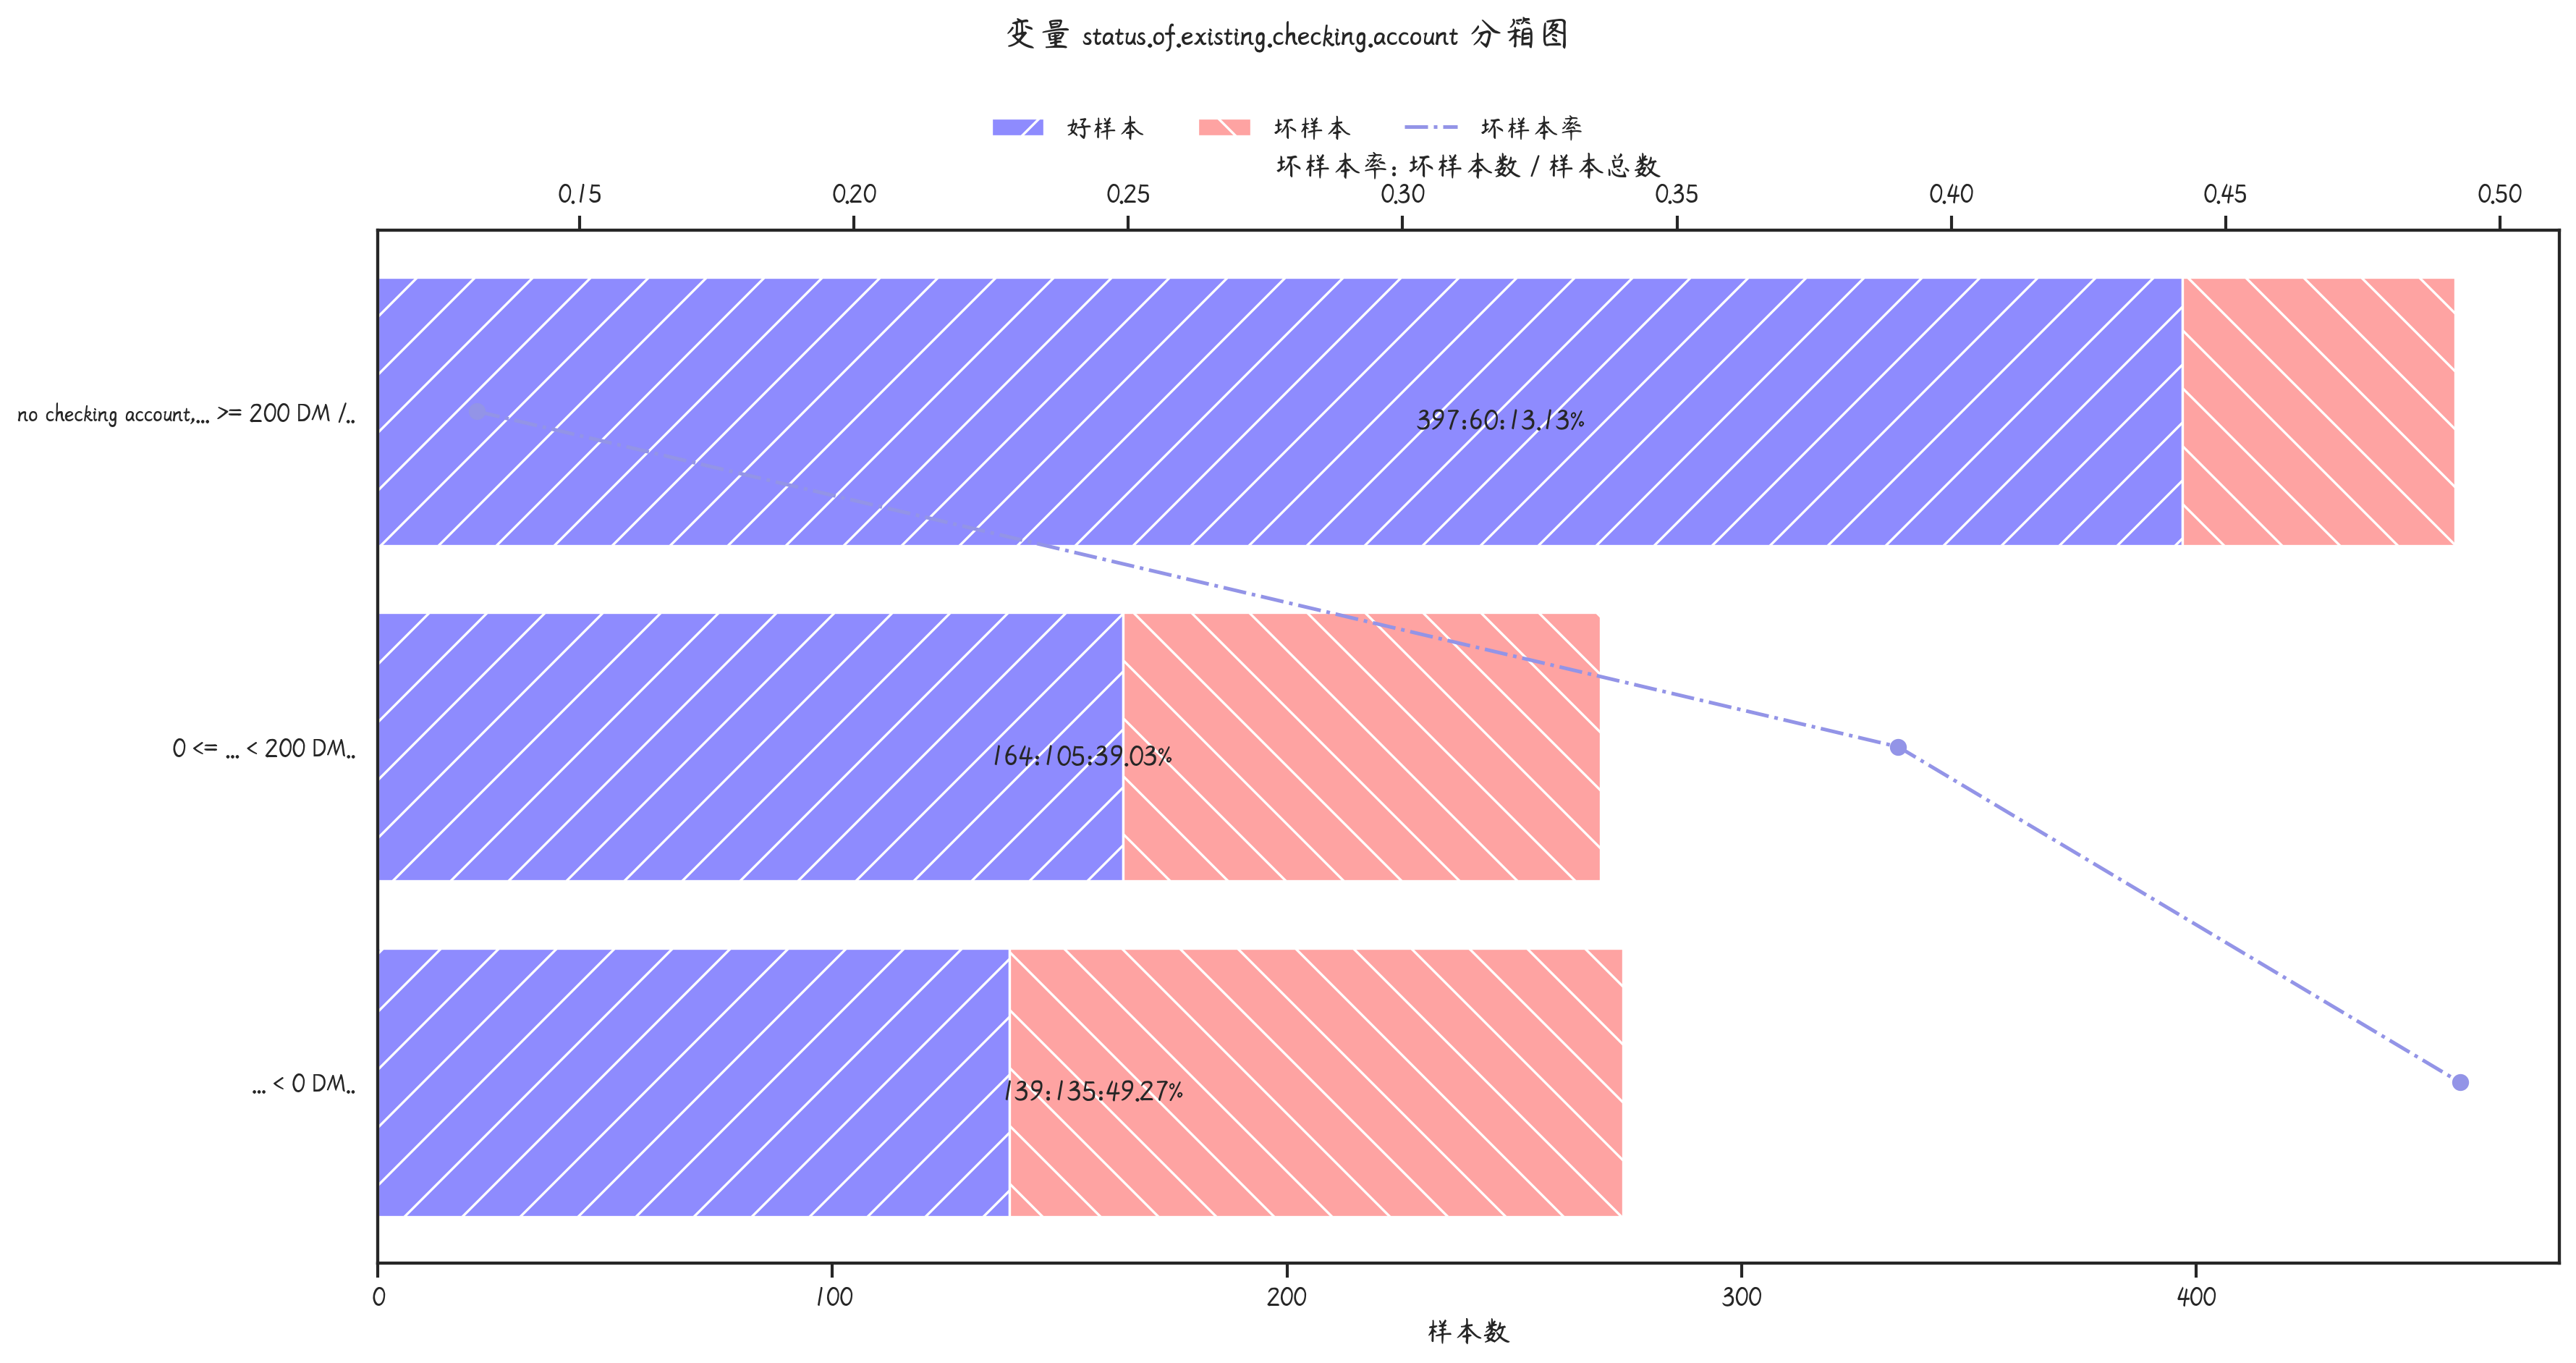 变量 status.of.existing.checking.account 分箱图
好样本 坏样本 坏样本率
坏样本率: 坏样本数 / 样本总数
0.15 0.20 0.25 0.30 0.35 0.40 0.45 0.50
no checking account,... >= 200 DM /..
397:60:13.13%
0 <= ... < 200 DM..
164:105:39.03%
... < 0 DM..
139:135:49.27%
0 100 200 300 400
样本数